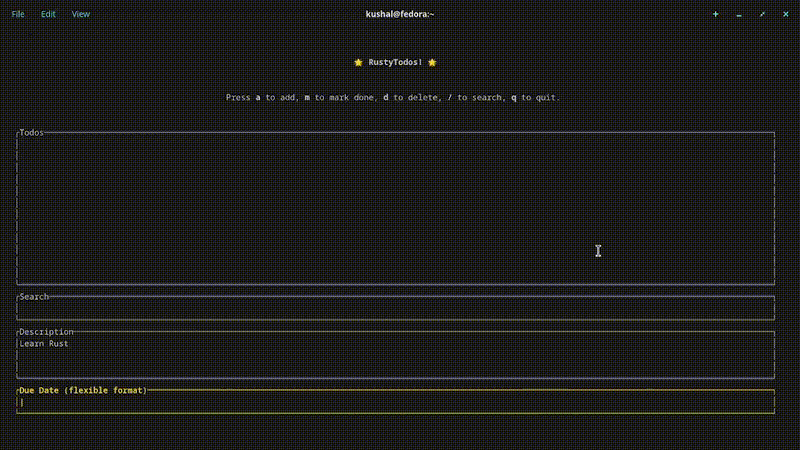 File Edit View kushal@fedora:~
🌟 RustyTodos! 🌟
Press a to add, m to mark done, d to delete, / to search, q to quit.
Todos
Search
Description
Learn Rust
Due Date (flexible format)